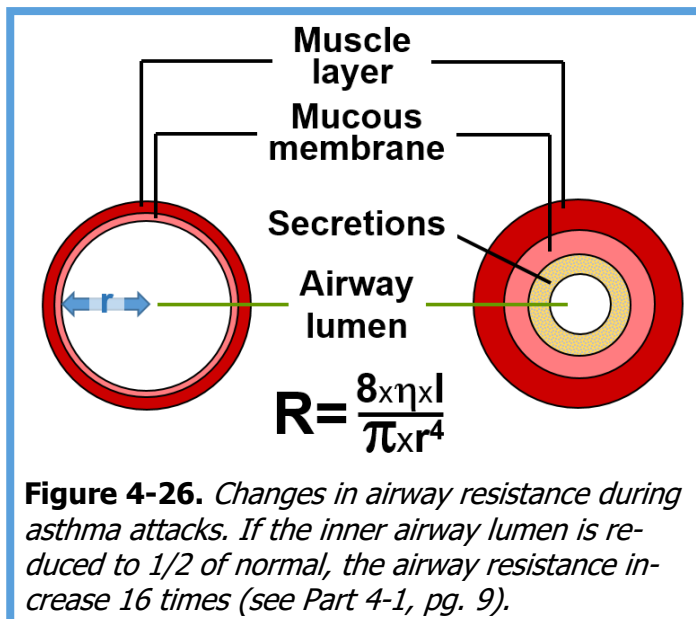 Muscle
layer
Mucous
membrane
Secretions
r
Airway
lumen
R= 8xηxl
πxr⁴
Figure 4-26. Changes in airway resistance during
asthma attacks. If the inner airway lumen is re-
duced to 1/2 of normal, the airway resistance in-
crease 16 times (see Part 4-1, pg. 9).